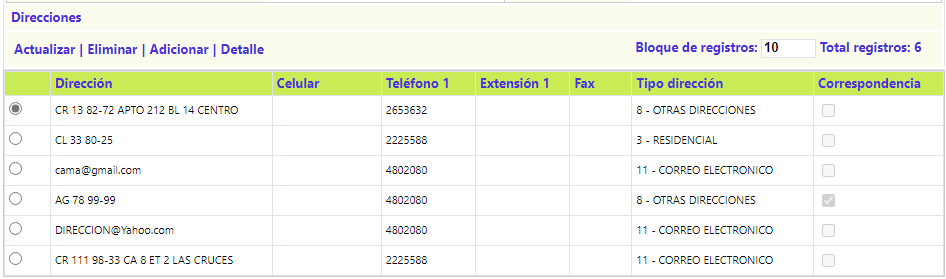 Direcciones
Actualizar | Eliminar | Adicionar | Detalle Bloque de registros: 10 Total registros: 6
Dirección Celular Teléfono 1 Extensión 1 Fax Tipo dirección Correspondencia
CR 13 82-72 APTO 212 BL 14 CENTRO 2653632 8 - OTRAS DIRECCIONES
CL 33 80-25 2225588 3 - RESIDENCIAL
cama@gmail.com 4802080 11 - CORREO ELECTRONICO
AG 78 99-99 4802080 8 - OTRAS DIRECCIONES
DIRECCION@Yahoo.com 4802080 11 - CORREO ELECTRONICO
CR 111 98-33 CA 8 ET 2 LAS CRUCES 2225588 11 - CORREO ELECTRONICO